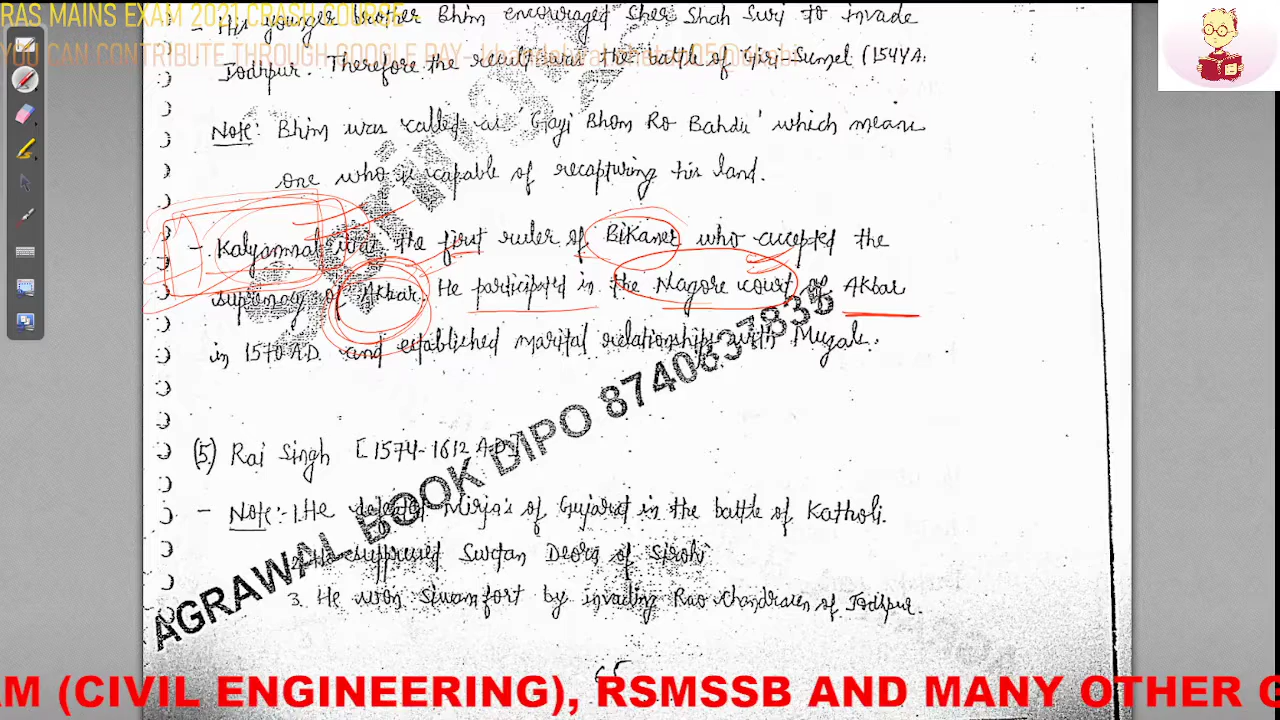 RAS MAINS EXAM 2021 CRASH COURSE
- His younger brother Bhim encouraged Sher Shah Suri to invade
YOU CAN CONTRIBUTE THROUGH GOOGLE PAY -
Jodhpur. Therefore the result was the battle of Giri-Sumel (1544A.
Note: Bhim was called as 'Gayi Bhom Ro Bahdu' which means
one who is capable of recapturing his land.
- Kalyanmal was the first ruler of Bikaner who accepted the
supremacy of Akbar. He participated in the Nagore court of Akbar
in 1570 A.D. and established marital relationships with Mugals.
(5) Rai Singh [1574-1612 A.D]
- Note:- 1. He defeated Mirja's of Gujarat in the battle of Katholi.
2. He suppressed Surtan Deora of Sirohi
3. He won Siwan fort by invading Rao Chandrasen of Jodhpur.
65
AGRAWAL BOOK DIPO 8740837835
AM (CIVIL ENGINEERING), RSMSSB AND MANY OTHER G